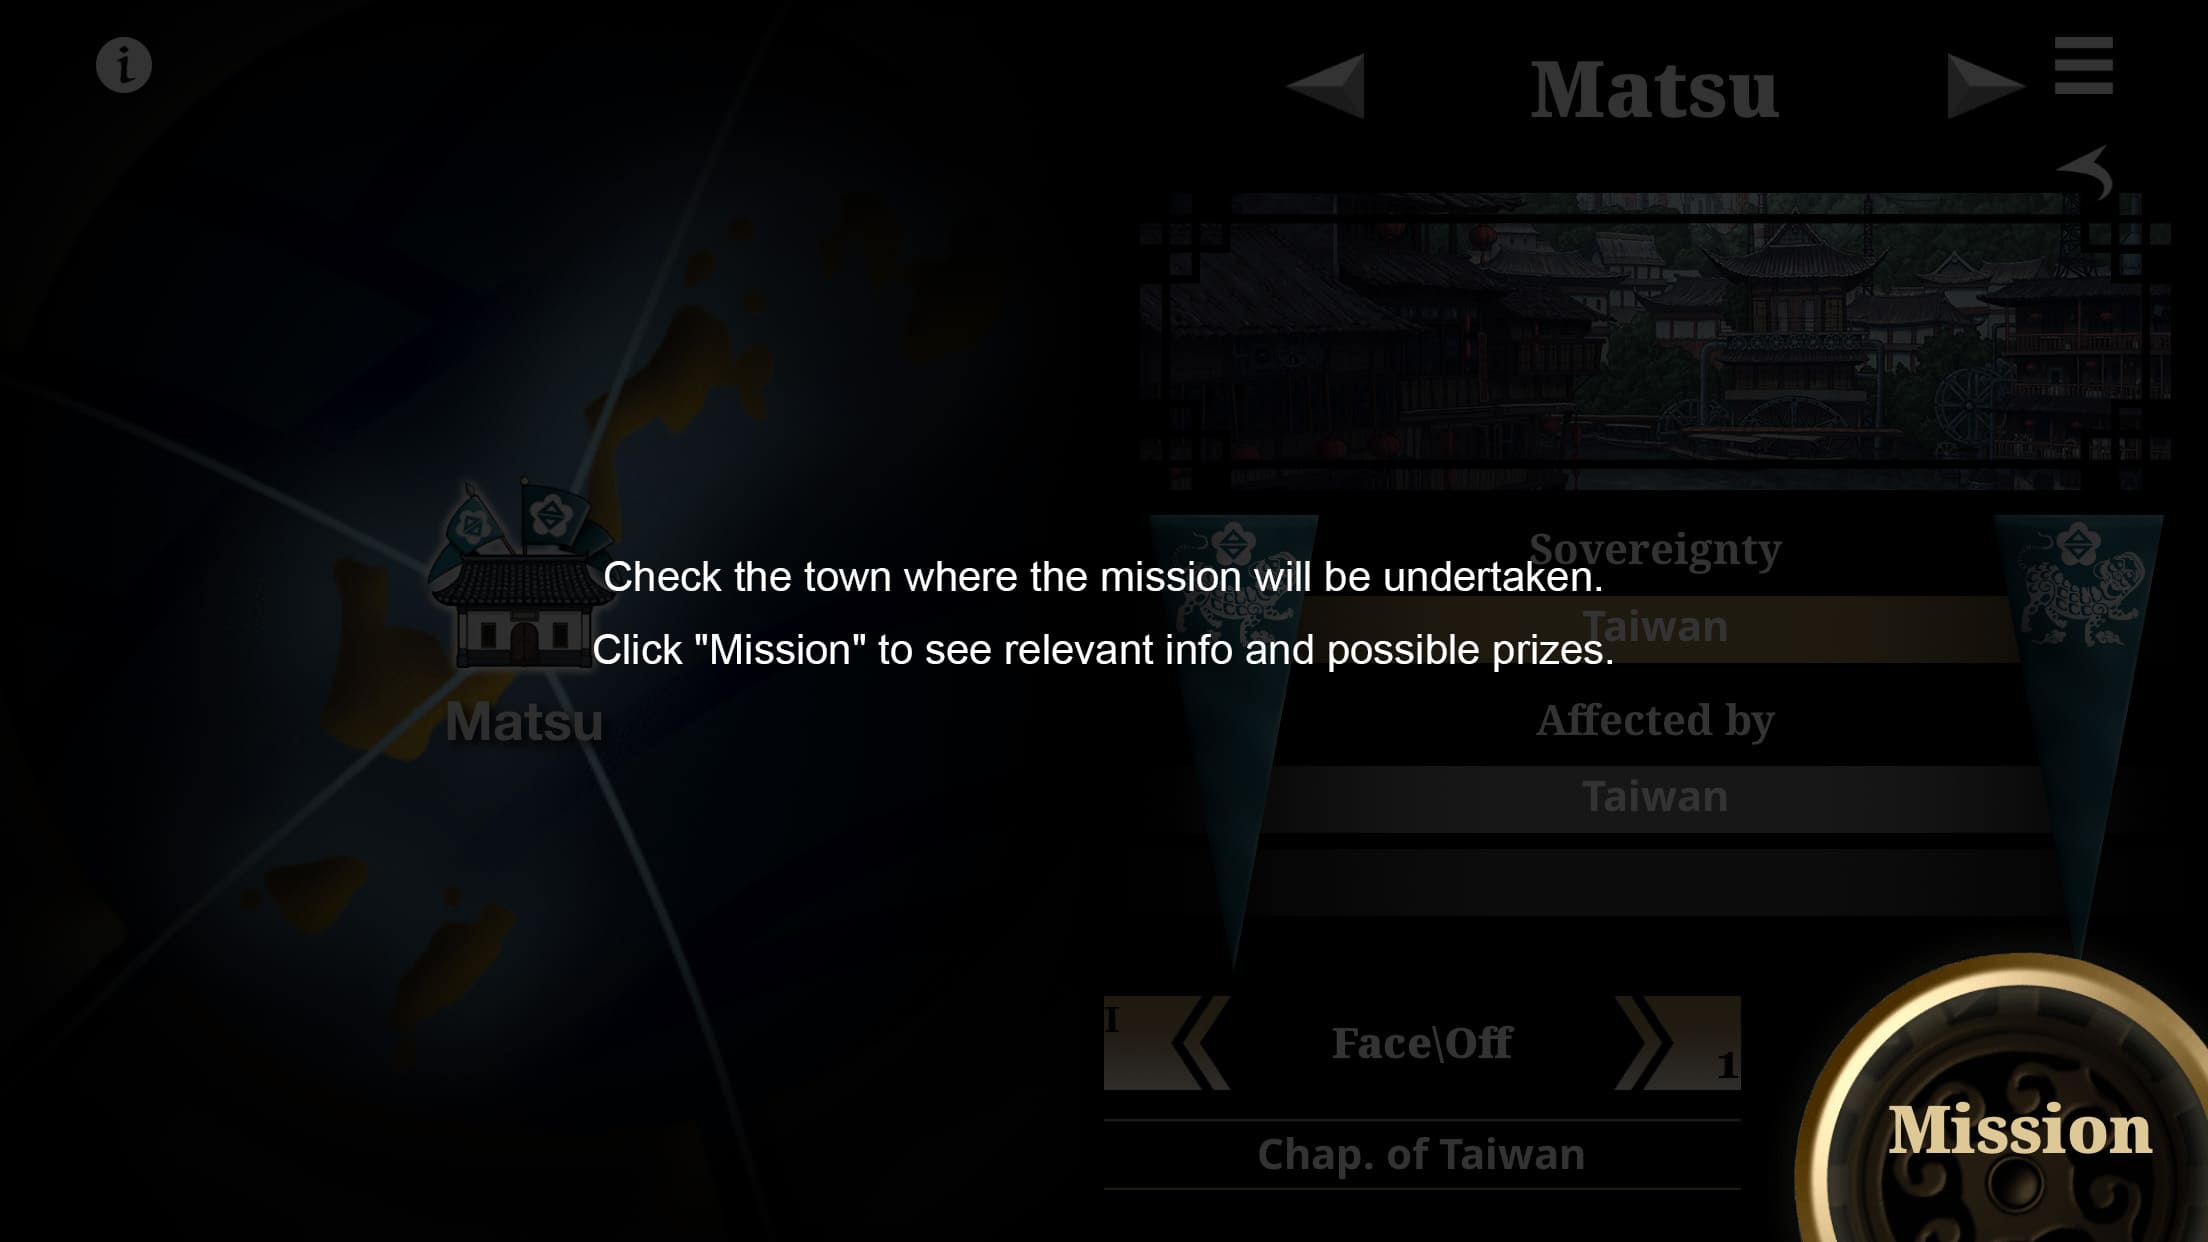 i
Matsu
Sovereignty
Check the town where the mission will be undertaken.
Taiwan
Click "Mission" to see relevant info and possible prizes.
Matsu
Affected by
Taiwan
I
Face\Off
1
Chap. of Taiwan
Mission